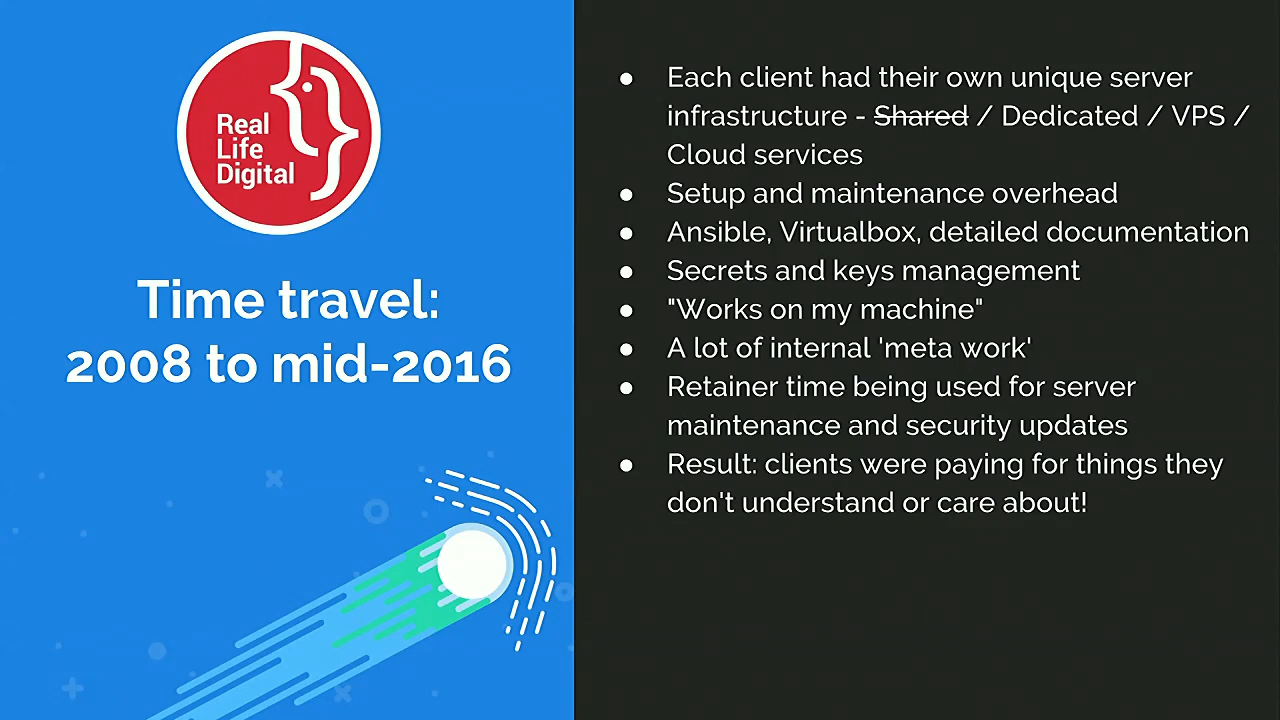 Real
Life
Digital
Time travel:
2008 to mid-2016
● Each client had their own unique server
infrastructure - Shared / Dedicated / VPS /
Cloud services
● Setup and maintenance overhead
● Ansible, Virtualbox, detailed documentation
● Secrets and keys management
● "Works on my machine"
● A lot of internal 'meta work'
● Retainer time being used for server
maintenance and security updates
● Result: clients were paying for things they
don't understand or care about!